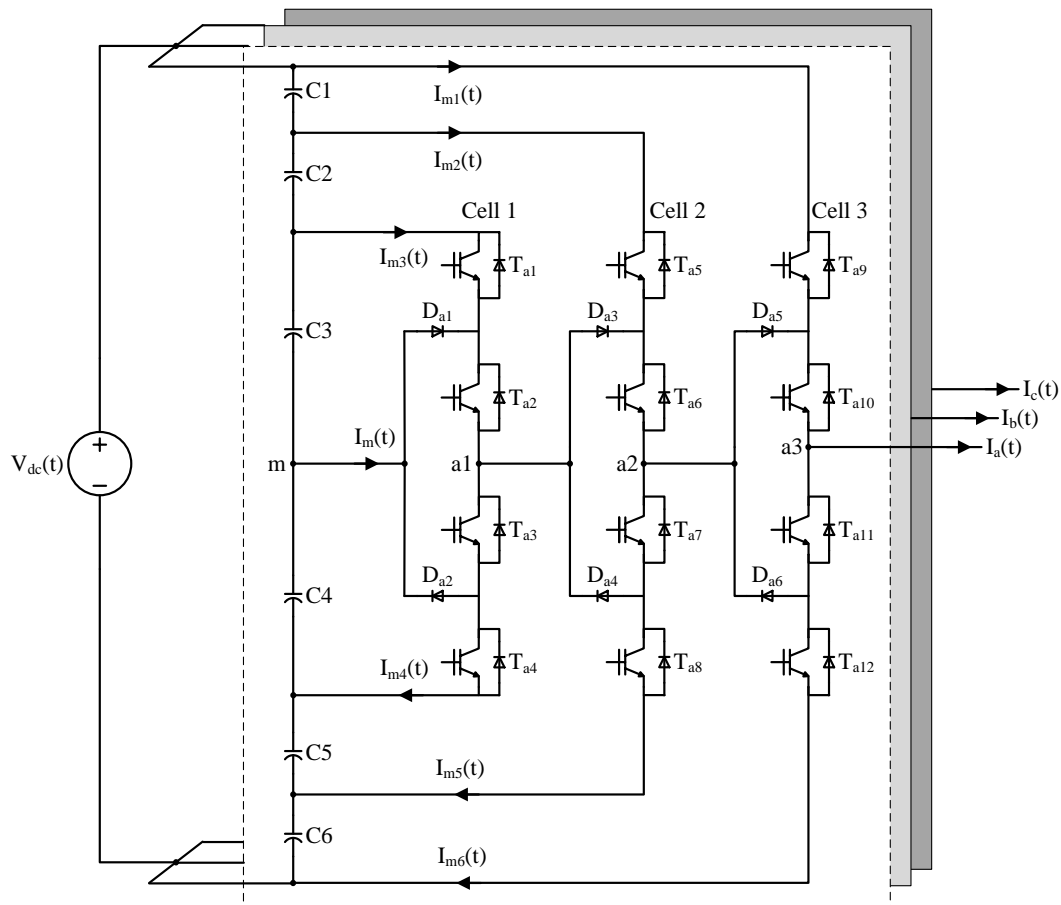 C1
I_m1(t)
I_m2(t)
C2
Cell 1
Cell 2
Cell 3
I_m3(t)
T_a1
T_a5
T_a9
D_a1
D_a3
D_a5
C3
T_a2
T_a6
T_a10
I_c(t)
I_b(t)
I_m(t)
I_a(t)
V_dc(t)
+
−
m
a1
a2
a3
T_a3
T_a7
T_a11
D_a2
D_a4
D_a6
C4
I_m4(t)
T_a4
T_a8
T_a12
C5
I_m5(t)
C6
I_m6(t)